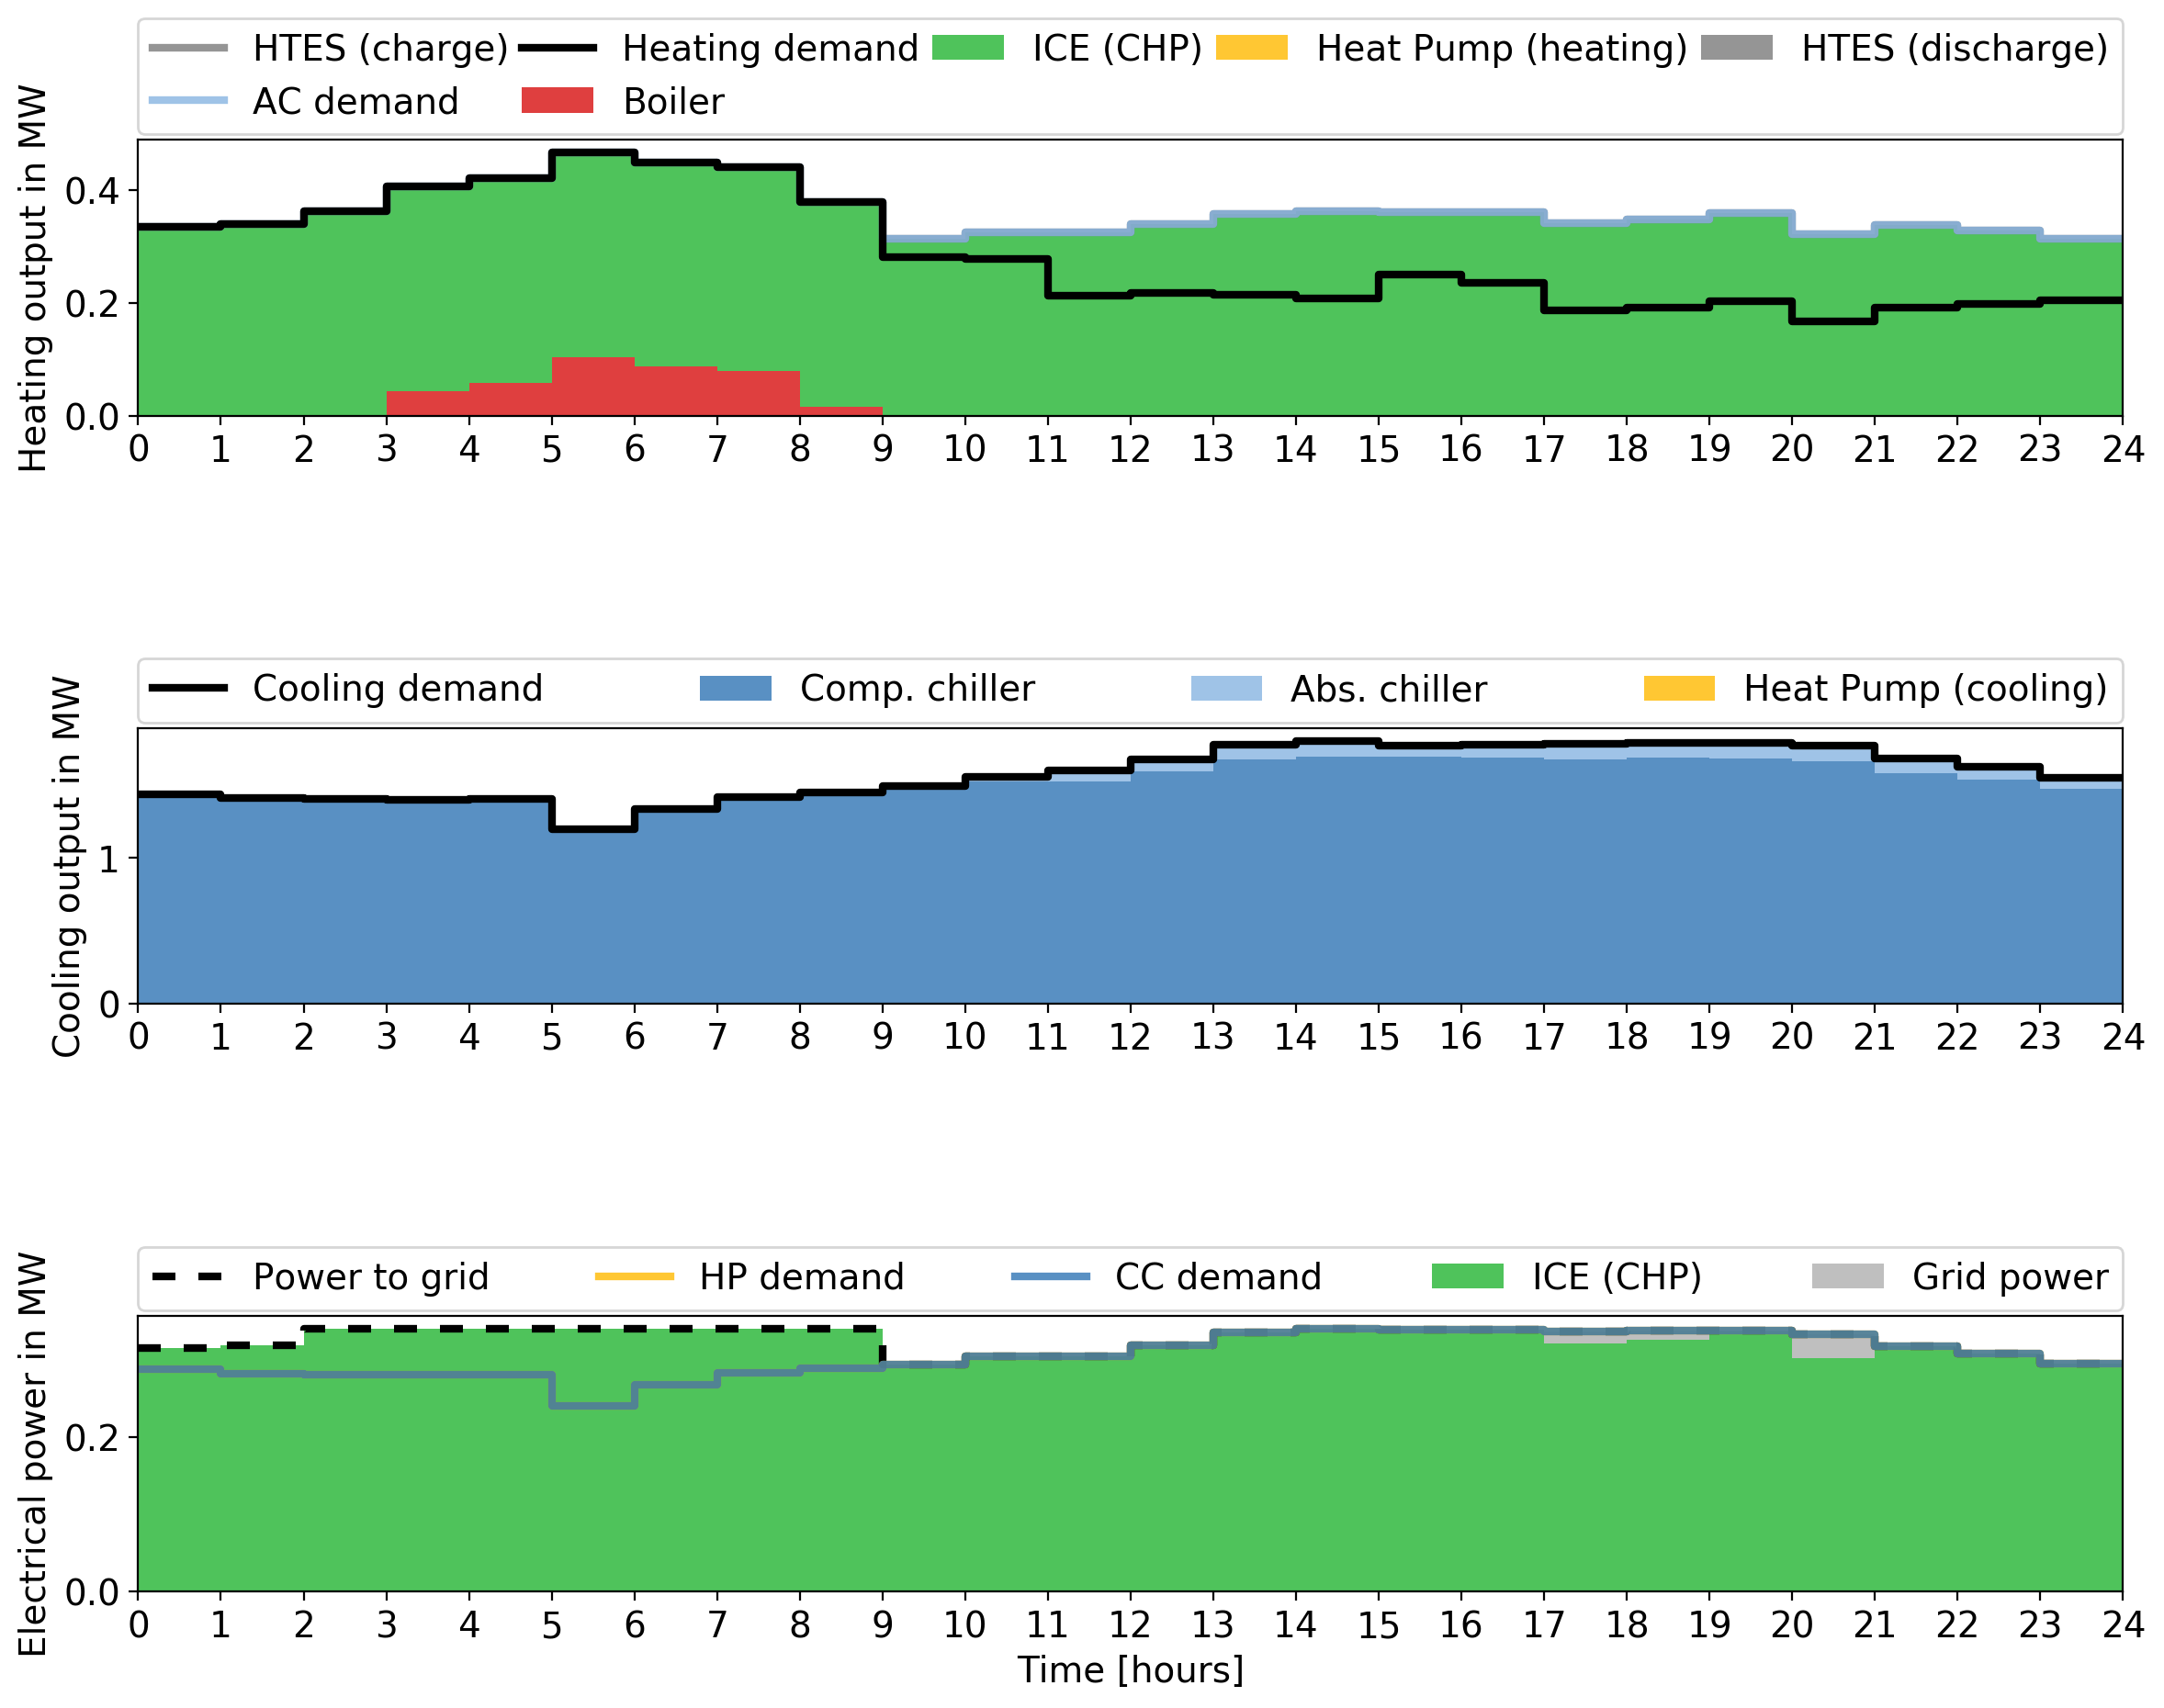 HTES (charge) Heating demand ICE (CHP) Heat Pump (heating) HTES (discharge)
AC demand Boiler
Heating output in MW
0.4
0.2
0.0
0 1 2 3 4 5 6 7 8 9 10 11 12 13 14 15 16 17 18 19 20 21 22 23 24
Cooling demand Comp. chiller Abs. chiller Heat Pump (cooling)
Cooling output in MW
1
0
0 1 2 3 4 5 6 7 8 9 10 11 12 13 14 15 16 17 18 19 20 21 22 23 24
Power to grid HP demand CC demand ICE (CHP) Grid power
Electrical power in MW
0.2
0.0
0 1 2 3 4 5 6 7 8 9 10 11 12 13 14 15 16 17 18 19 20 21 22 23 24
Time [hours]